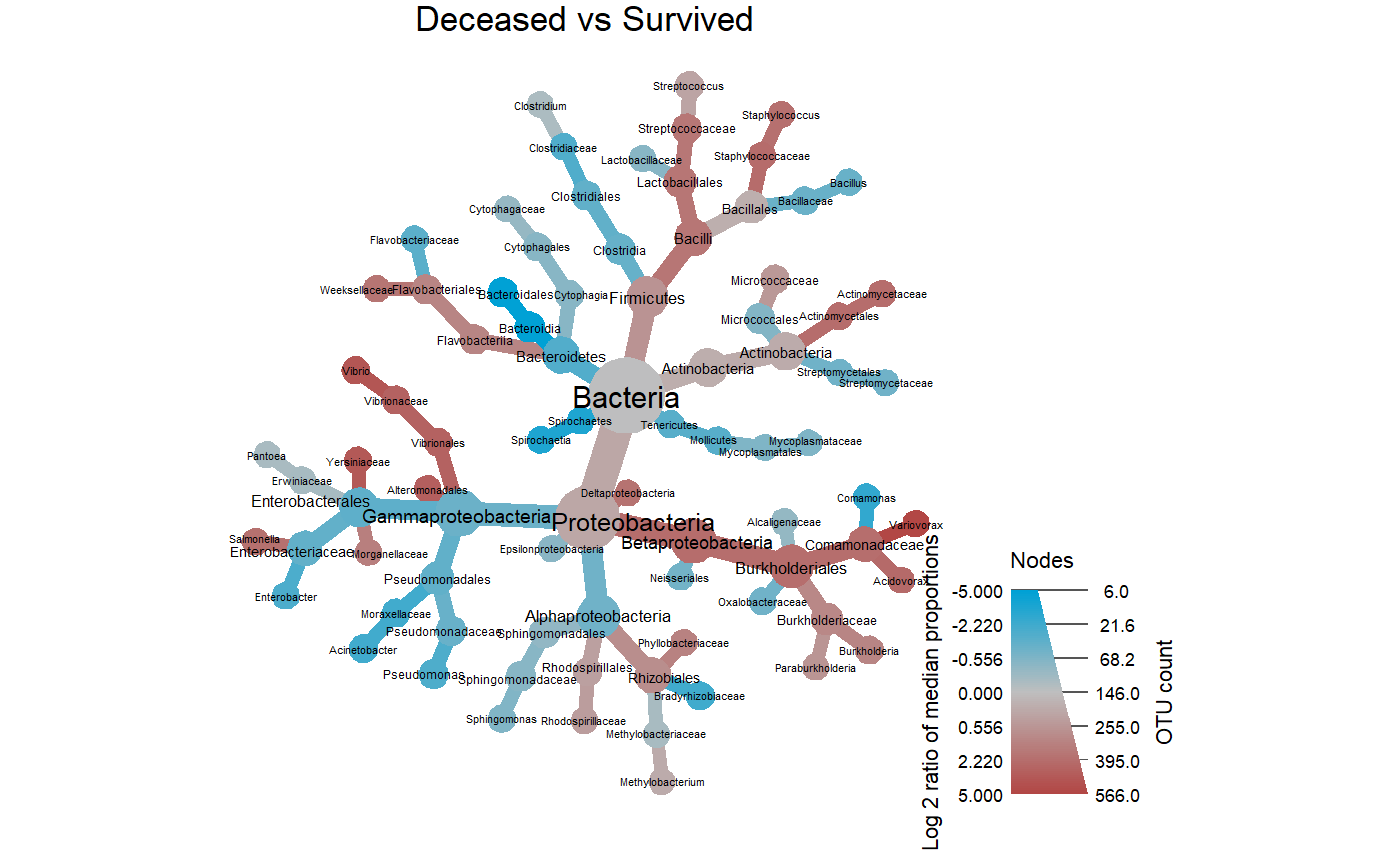 Deceased vs Survived
Streptococcus
Clostridium
Staphylococcus
Streptococcaceae
Clostridiaceae
Staphylococcaceae
Lactobacillaceae
Lactobacillales
Bacillus
Clostridiales
Bacillaceae
Cytophagaceae
Bacillales
Flavobacteriaceae
Bacilli
Cytophagales
Clostridia
Micrococcaceae
Weeksellaceae
Flavobacteriales
Bacteroidales
Cytophagia
Firmicutes
Actinomycetaceae
Actinomycetales
Micrococcales
Bacteroidia
Flavobacteriia
Bacteroidetes
Actinobacteria
Actinobacteria
Vibrio
Streptomycetales
Streptomycetaceae
Bacteria
Vibrionaceae
Spirochaetes
Tenericutes
Spirochaetia
Mollicutes
Mycoplasmataceae
Vibrionales
Mycoplasmatales
Pantoea
Yersiniaceae
Erwiniaceae
Alteromonadales
Deltaproteobacteria
Comamonas
Enterobacterales
Gammaproteobacteria
Proteobacteria
Alcaligenaceae
Variovorax
Salmonella
Betaproteobacteria
Comamonadaceae
Enterobacteriaceae
Morganellaceae
Epsilonproteobacteria
Burkholderiales
Nodes
Pseudomonadales
Neisseriales
Acidovorax
Enterobacter
Oxalobacteraceae
Moraxellaceae
Alphaproteobacteria
Burkholderiaceae
Pseudomonadaceae
Sphingomonadales
Phyllobacteriaceae
Acinetobacter
Burkholderia
Pseudomonas
Sphingomonadaceae
Rhodospirillales
Rhizobiales
Paraburkholderia
Bradyrhizobiaceae
Sphingomonas
Rhodospirillaceae
Methylobacteriaceae
Methylobacterium
-5.000 6.0
-2.220 21.6
-0.556 68.2
0.000 146.0
0.556 255.0
2.220 395.0
5.000 566.0
Log 2 ratio of median proportions
OTU count